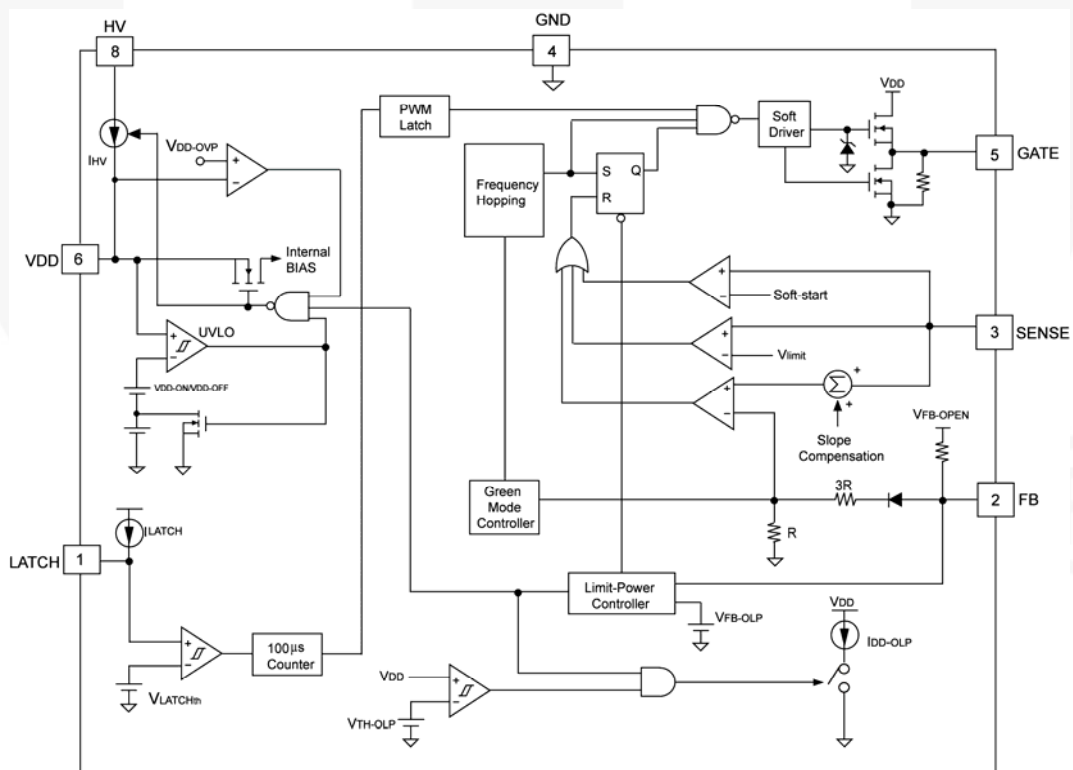 HV
8
GND
4
PWM
Latch
VDD
Soft
Driver
5
GATE
IHV
VDD-OVP
+
−
Frequency
Hopping
S
Q
R
VDD
6
Internal
BIAS
+
−
Soft-start
UVLO
+
−
+
−
Vlimit
3
SENSE
VDD-ON/VDD-OFF
+
−
Σ
+
+
Slope
Compensation
VFB-OPEN
Green
Mode
Controller
3R
R
2
FB
ILATCH
LATCH
1
Limit-Power
Controller
VFB-OLP
VDD
IDD-OLP
+
−
100μs
Counter
VLATCHth
VDD
+
−
VTH-OLP